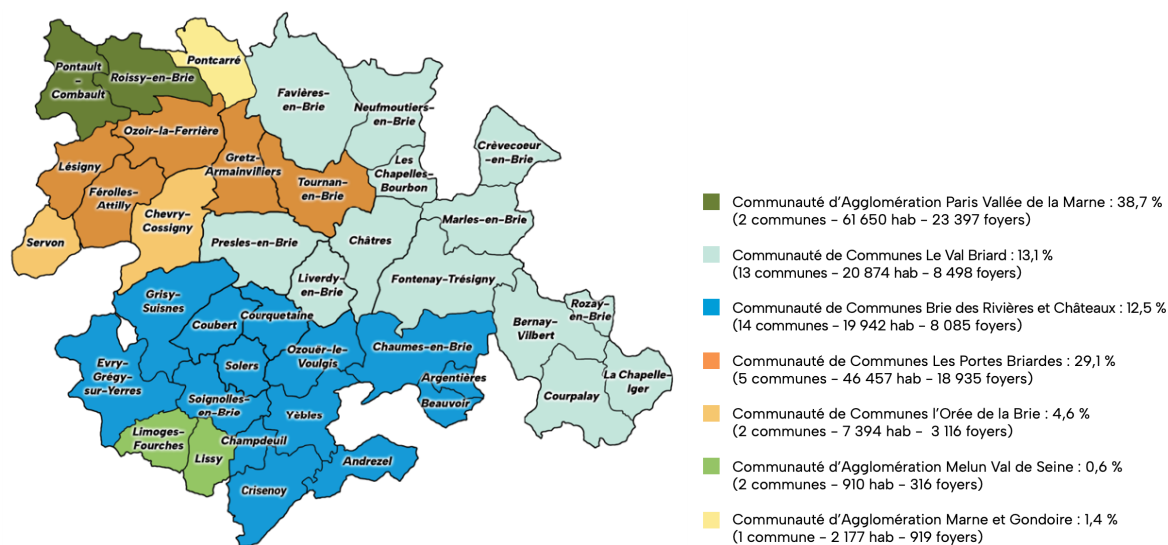 Pontault
-
Combault
Roissy-en-Brie
Pontcarré
Favières-
en-Brie
Neufmoutiers-
en-Brie
Crèvecoeur
-en-Brie
Ozoir-la-Ferrière
Lésigny
Férolles-
Attilly
Gretz-
Armainvilliers
Tournan-
en-Brie
Les
Chapelles-
Bourbon
Servon
Chevry-
Cossigny
Presles-en-Brie
Châtres
Marles-en-Brie
Liverdy-
en-Brie
Fontenay-Trésigny
Grisy-
Suisnes
Coubert
Courquetaine
Ozouër-le-
Voulgis
Chaumes-en-Brie
Bernay-
Vilbert
Rozay-
en-Brie
Evry-
Grégy-
sur-Yerres
Solers
Argentières
Beauvoir
Courpalay
La Chapelle-
Iger
Soignolles-
en-Brie
Yèbles
Limoges-
Fourches
Lissy
Champdeuil
Andrezel
Crisenoy
Communauté d'Agglomération Paris Vallée de la Marne : 38,7 %
(2 communes - 61 650 hab - 23 397 foyers)
Communauté de Communes Le Val Briard : 13,1 %
(13 communes - 20 874 hab - 8 498 foyers)
Communauté de Communes Brie des Rivières et Châteaux : 12,5 %
(14 communes - 19 942 hab - 8 085 foyers)
Communauté de Communes Les Portes Briardes : 29,1 %
(5 communes - 46 457 hab - 18 935 foyers)
Communauté de Communes l'Orée de la Brie : 4,6 %
(2 communes - 7 394 hab - 3 116 foyers)
Communauté d'Agglomération Melun Val de Seine : 0,6 %
(2 communes - 910 hab - 316 foyers)
Communauté d'Agglomération Marne et Gondoire : 1,4 %
(1 commune - 2 177 hab - 919 foyers)